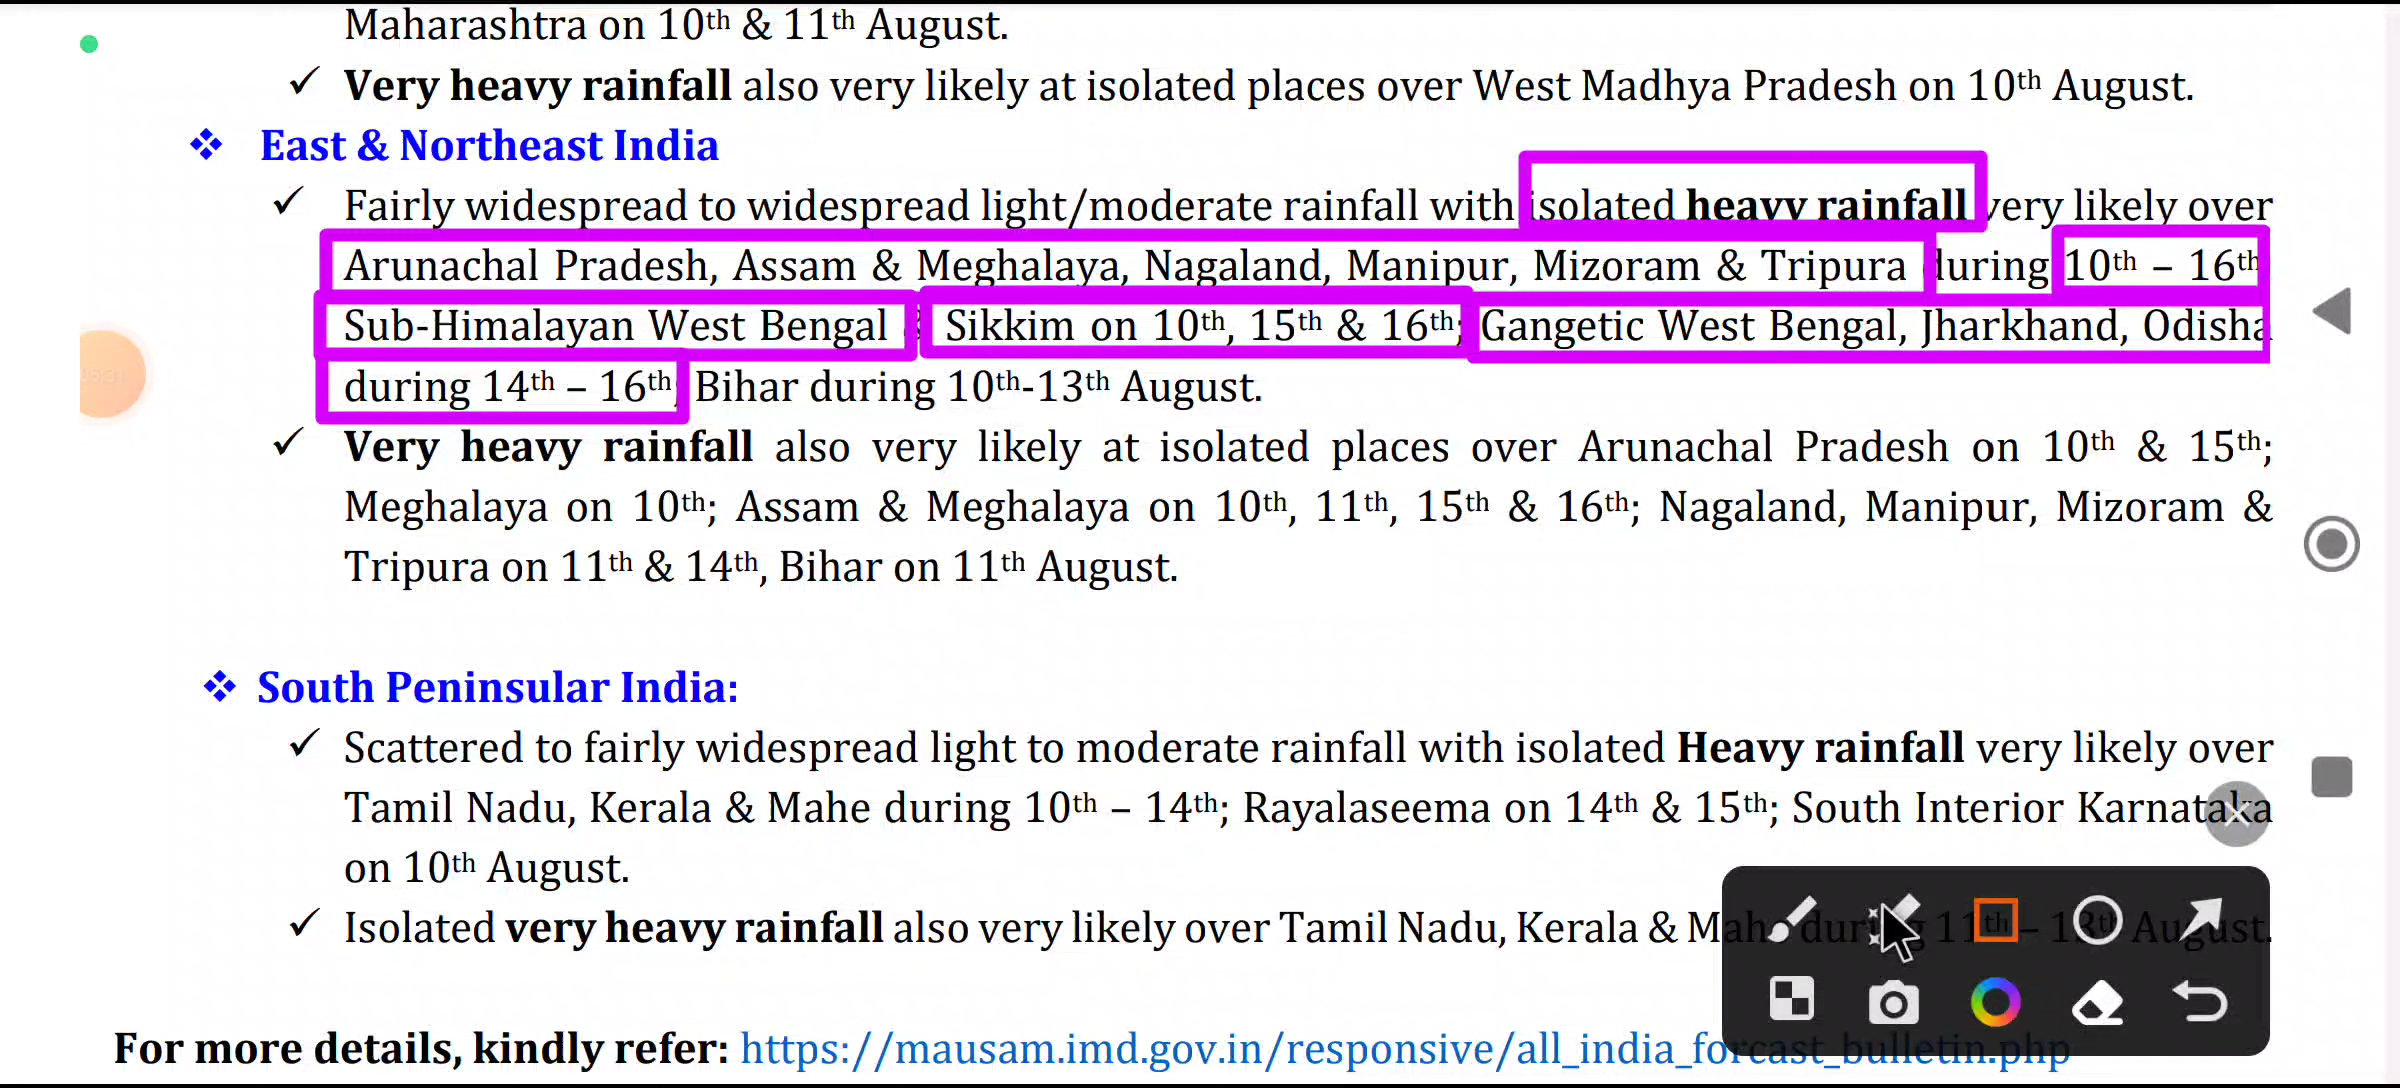 Maharashtra on 10th & 11th August.
✓ Very heavy rainfall also very likely at isolated places over West Madhya Pradesh on 10th August.
❖ East & Northeast India
✓ Fairly widespread to widespread light/moderate rainfall with isolated heavy rainfall very likely over
Arunachal Pradesh, Assam & Meghalaya, Nagaland, Manipur, Mizoram & Tripura during 10th – 16th
Sub-Himalayan West Bengal & Sikkim on 10th, 15th & 16th; Gangetic West Bengal, Jharkhand, Odisha
during 14th – 16th; Bihar during 10th-13th August.
✓ Very heavy rainfall also very likely at isolated places over Arunachal Pradesh on 10th & 15th;
Meghalaya on 10th; Assam & Meghalaya on 10th, 11th, 15th & 16th; Nagaland, Manipur, Mizoram &
Tripura on 11th & 14th, Bihar on 11th August.
❖ South Peninsular India:
✓ Scattered to fairly widespread light to moderate rainfall with isolated Heavy rainfall very likely over
Tamil Nadu, Kerala & Mahe during 10th – 14th; Rayalaseema on 14th & 15th; South Interior Karnataka
on 10th August.
✓ Isolated very heavy rainfall also very likely over Tamil Nadu, Kerala & Mahe during 11th – 13th August.
For more details, kindly refer: https://mausam.imd.gov.in/responsive/all_india_forcast_bulletin.php